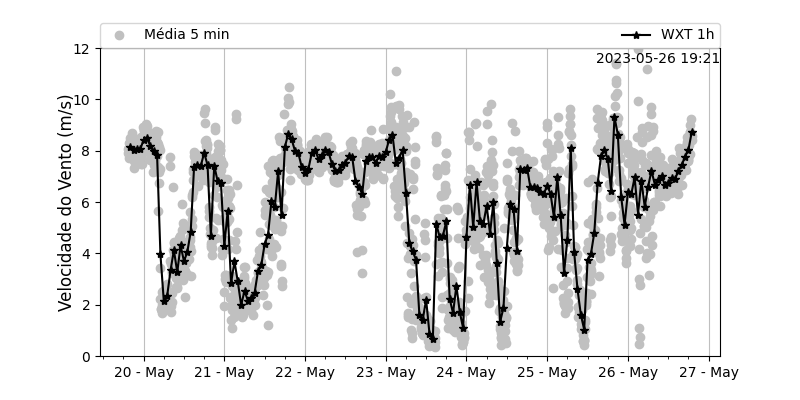 Média 5 min
WXT 1h
2023-05-26 19:21
Velocidade do Vento (m/s)
12
10
8
6
4
2
0
20 - May 21 - May 22 - May 23 - May 24 - May 25 - May 26 - May 27 - May